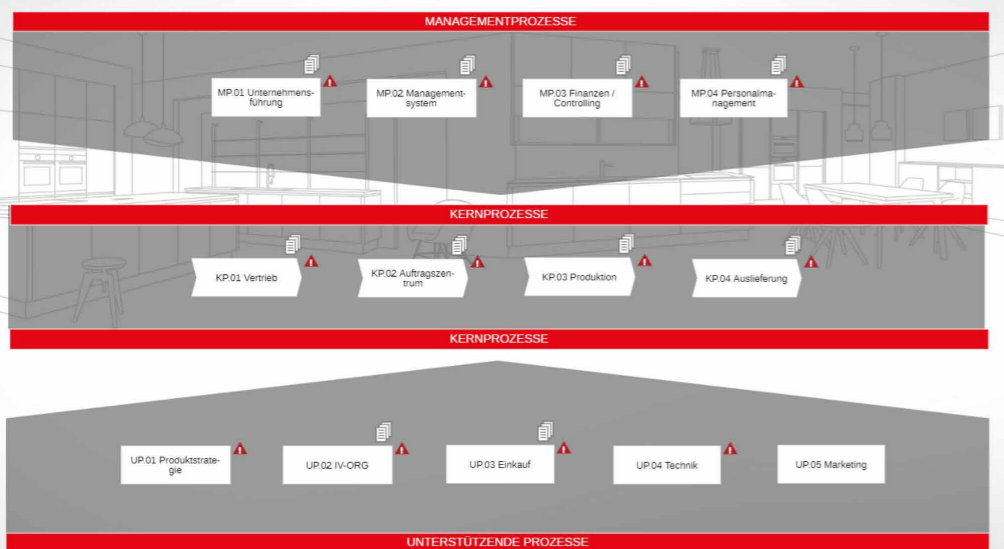 MANAGEMENTPROZESSE
MP.01 Unternehmens-
führung
MP.02 Management-
system
MP.03 Finanzen /
Controlling
MP.04 Personalma-
nagement
KERNPROZESSE
KP.01 Vertrieb
KP.02 Auftragszen-
trum
KP.03 Produktion
KP.04 Auslieferung
KERNPROZESSE
UP.01 Produktstrate-
gie
UP.02 IV-ORG
UP.03 Einkauf
UP.04 Technik
UP.05 Marketing
UNTERSTÜTZENDE PROZESSE